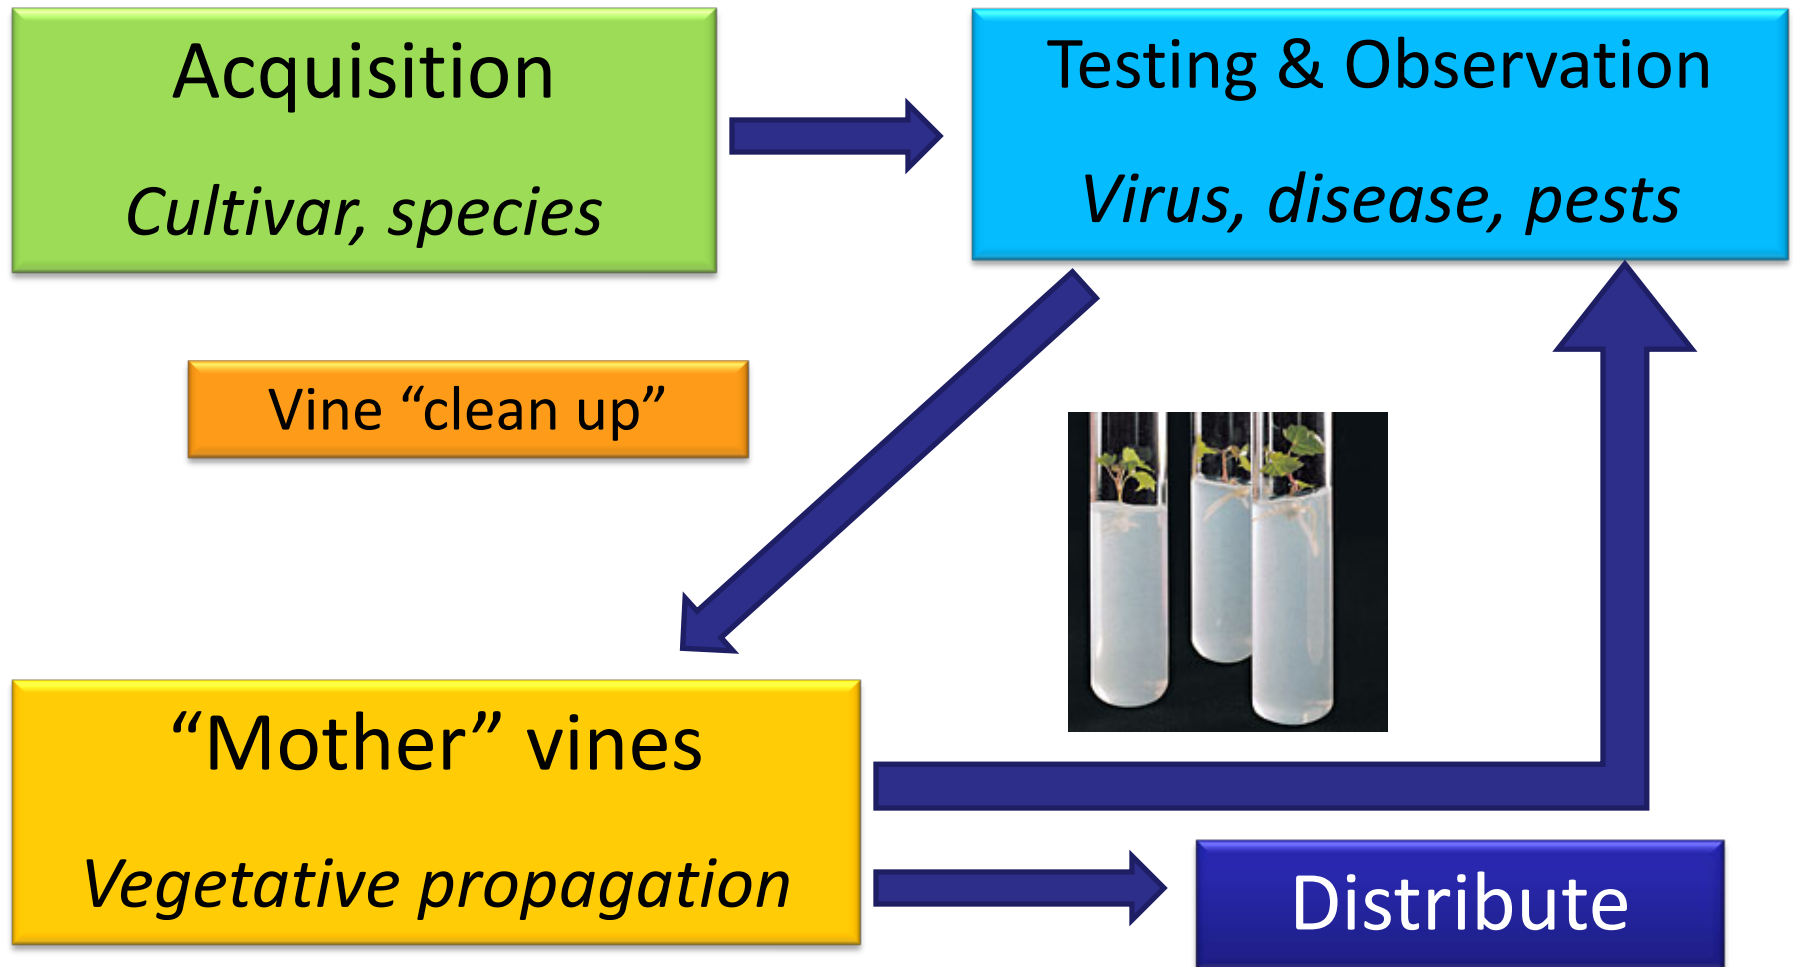 Acquisition
Cultivar, species
Testing & Observation
Virus, disease, pests
Vine “clean up”
“Mother” vines
Vegetative propagation
Distribute